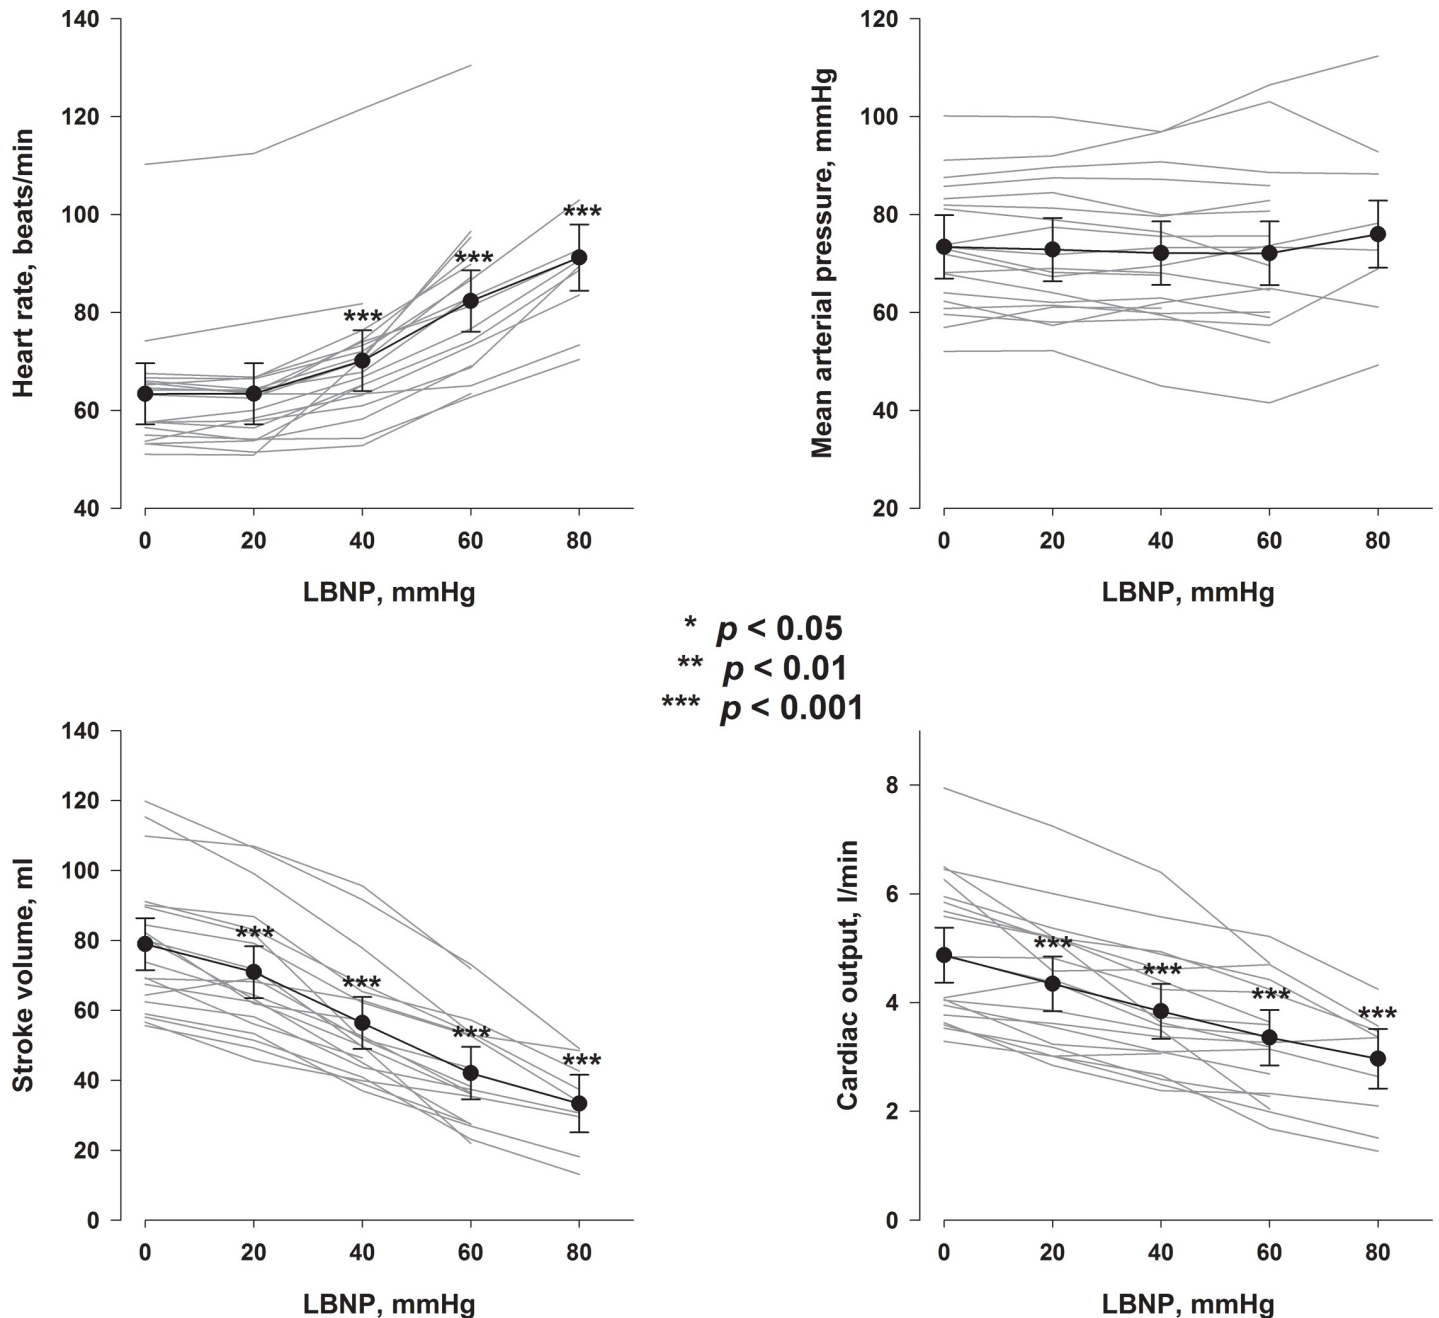 Heart rate, beats/min
140
120
100
80
60
40
***
***
***
0 20 40 60 80
LBNP, mmHg
Mean arterial pressure, mmHg
120
100
80
60
40
20
0 20 40 60 80
LBNP, mmHg
* p < 0.05
** p < 0.01
*** p < 0.001
Stroke volume, ml
140
120
100
80
60
40
20
0
***
***
***
***
0 20 40 60 80
LBNP, mmHg
Cardiac output, l/min
8
6
4
2
0
***
***
***
***
0 20 40 60 80
LBNP, mmHg